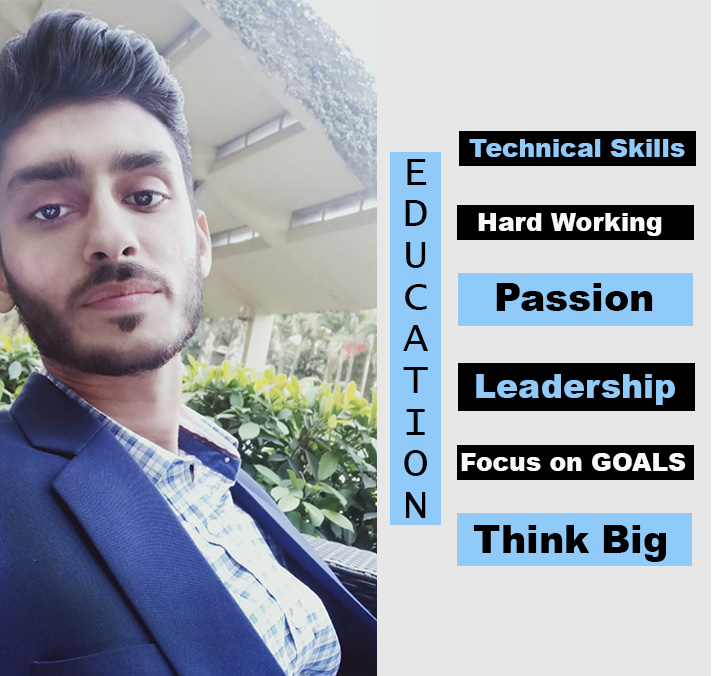 EDUCATION
Technical Skills
Hard Working
Passion
Leadership
Focus on GOALS
Think Big